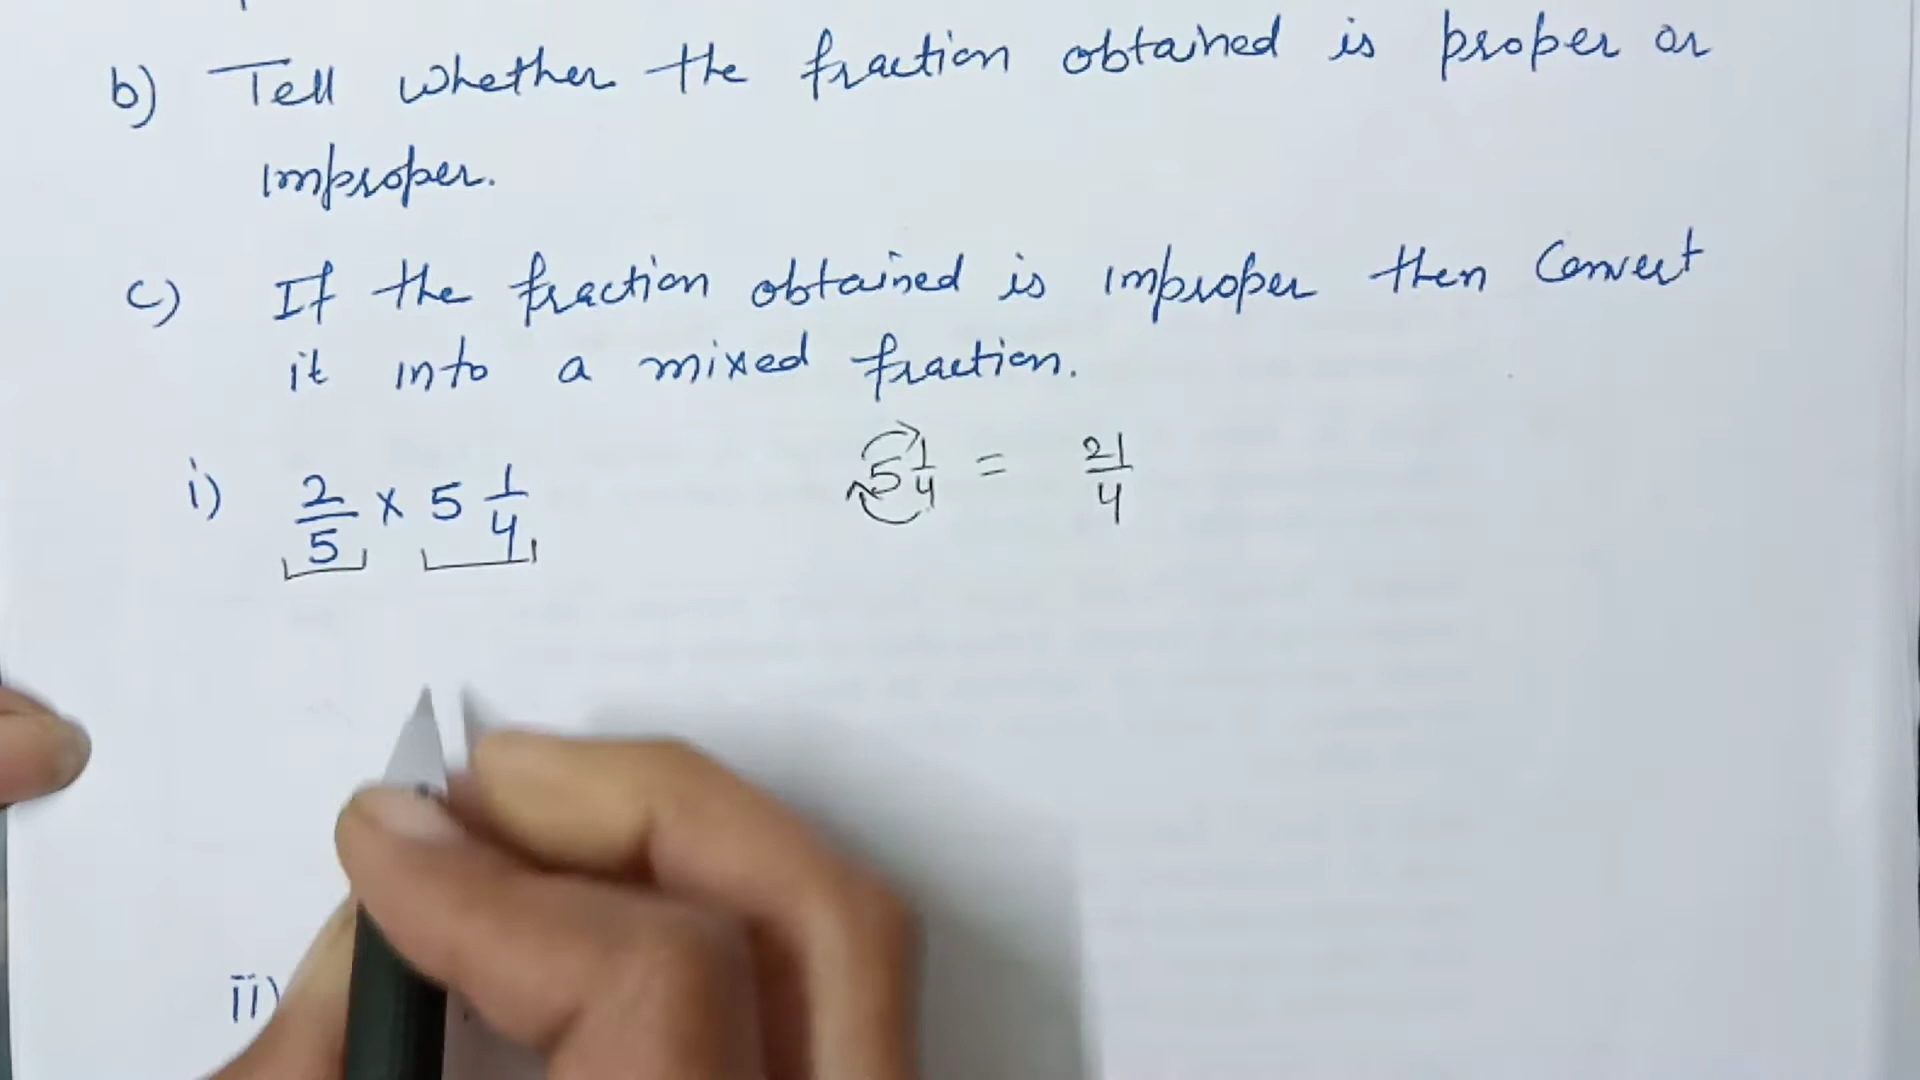 b) Tell whether the fraction obtained is proper or
improper.
c) If the fraction obtained is improper then convert
it into a mixed fraction.
i) 2/5 × 5 1/4
5 1/4 = 21/4
ii)